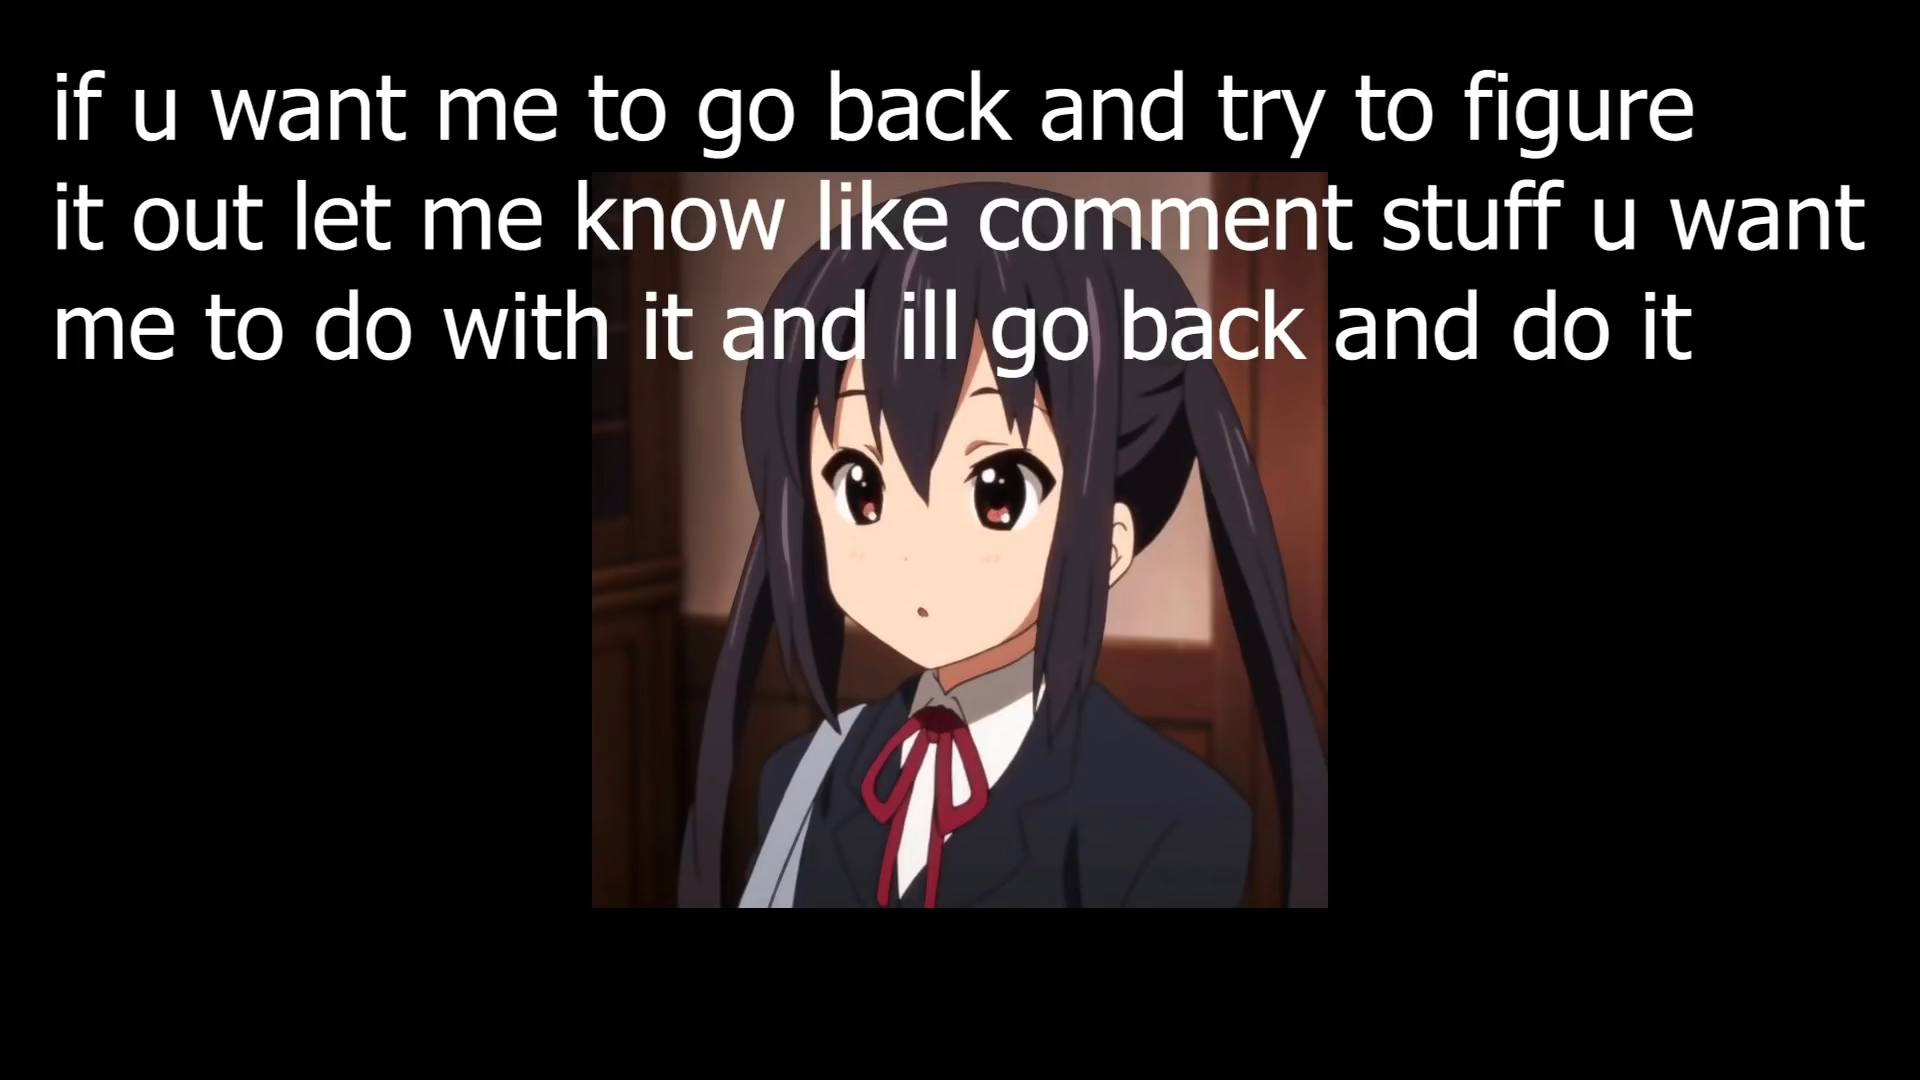 if u want me to go back and try to figure
it out let me know like comment stuff u want
me to do with it and ill go back and do it